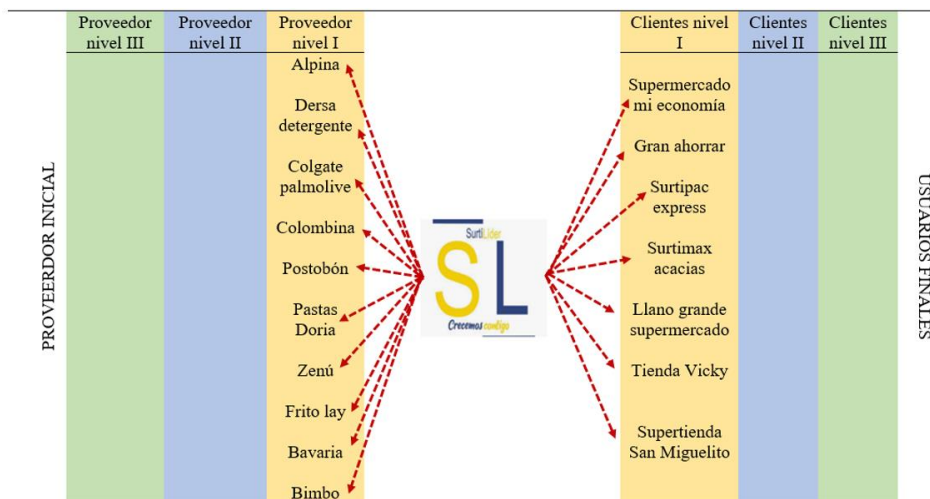 Proveedor
nivel III
Proveedor
nivel II
Proveedor
nivel I
Clientes nivel
I
Clientes
nivel II
Clientes
nivel III
PROVEERDOR INICIAL
Alpina
Dersa
detergente
Colgate
palmolive
Colombina
Postobón
Pastas
Doria
Zenú
Frito lay
Bavaria
Bimbo
SurtiLíder
SL
Crecemos contigo
Supermercado
mi economía
Gran ahorrar
Surtipac
express
Surtimax
acacias
Llano grande
supermercado
Tienda Vicky
Supertienda
San Miguelito
USUARIOS FINALES